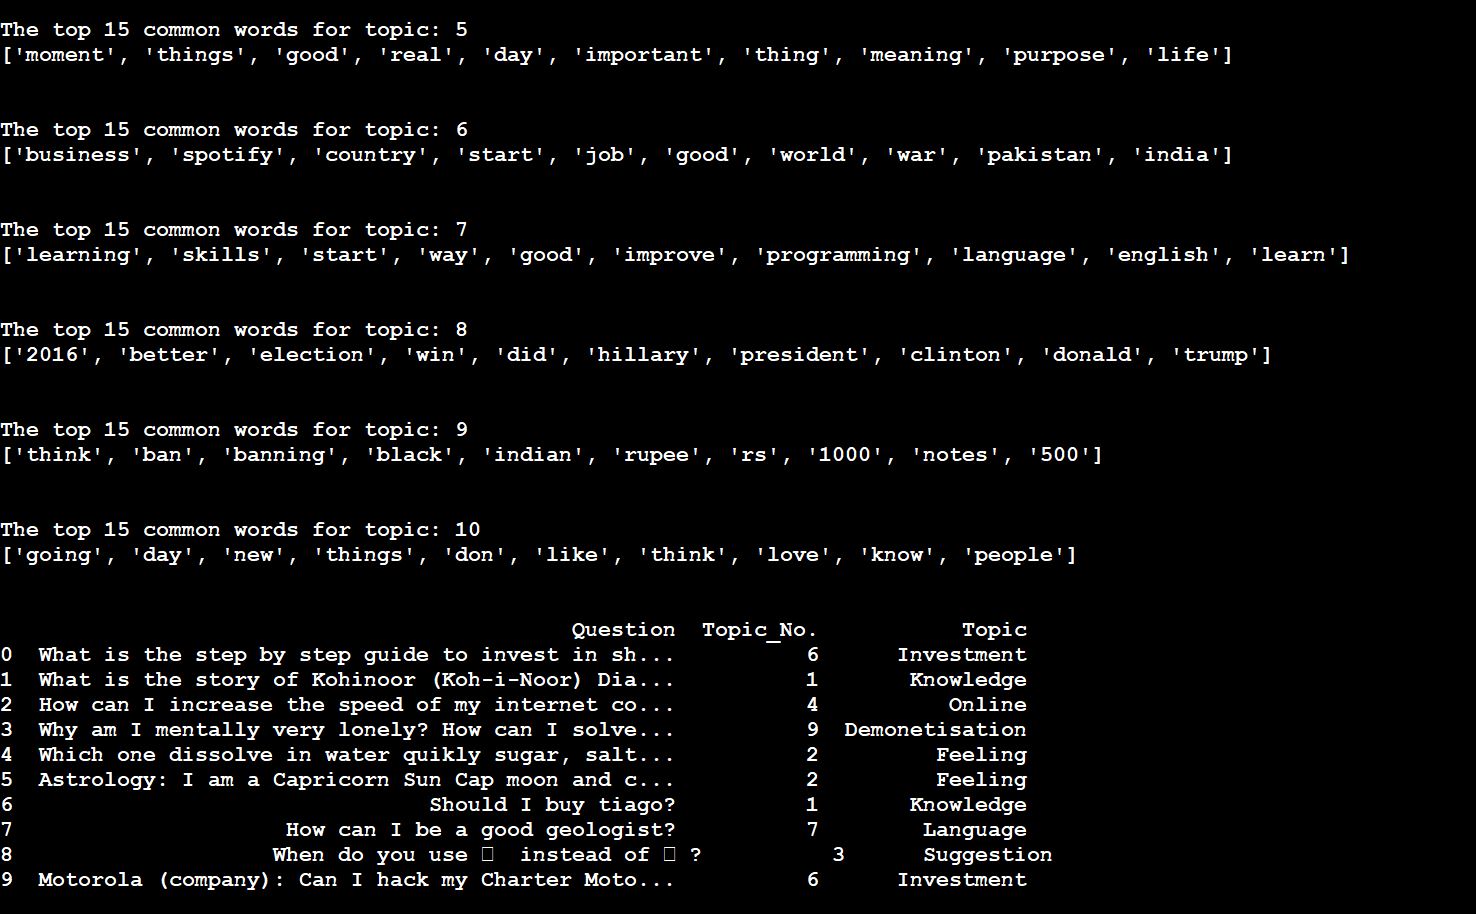 The top 15 common words for topic: 5
['moment', 'things', 'good', 'real', 'day', 'important', 'thing', 'meaning', 'purpose', 'life']
The top 15 common words for topic: 6
['business', 'spotify', 'country', 'start', 'job', 'good', 'world', 'war', 'pakistan', 'india']
The top 15 common words for topic: 7
['learning', 'skills', 'start', 'way', 'good', 'improve', 'programming', 'language', 'english', 'learn']
The top 15 common words for topic: 8
['2016', 'better', 'election', 'win', 'did', 'hillary', 'president', 'clinton', 'donald', 'trump']
The top 15 common words for topic: 9
['think', 'ban', 'banning', 'black', 'indian', 'rupee', 'rs', '1000', 'notes', '500']
The top 15 common words for topic: 10
['going', 'day', 'new', 'things', 'don', 'like', 'think', 'love', 'know', 'people']
Question Topic_No. Topic
0 What is the step by step guide to invest in sh... 6 Investment
1 What is the story of Kohinoor (Koh-i-Noor) Dia... 1 Knowledge
2 How can I increase the speed of my internet co... 4 Online
3 Why am I mentally very lonely? How can I solve... 9 Demonetisation
4 Which one dissolve in water quikly sugar, salt... 2 Feeling
5 Astrology: I am a Capricorn Sun Cap moon and c... 2 Feeling
6 Should I buy tiago? 1 Knowledge
7 How can I be a good geologist? 7 Language
8 When do you use □ instead of □ ? 3 Suggestion
9 Motorola (company): Can I hack my Charter Moto... 6 Investment